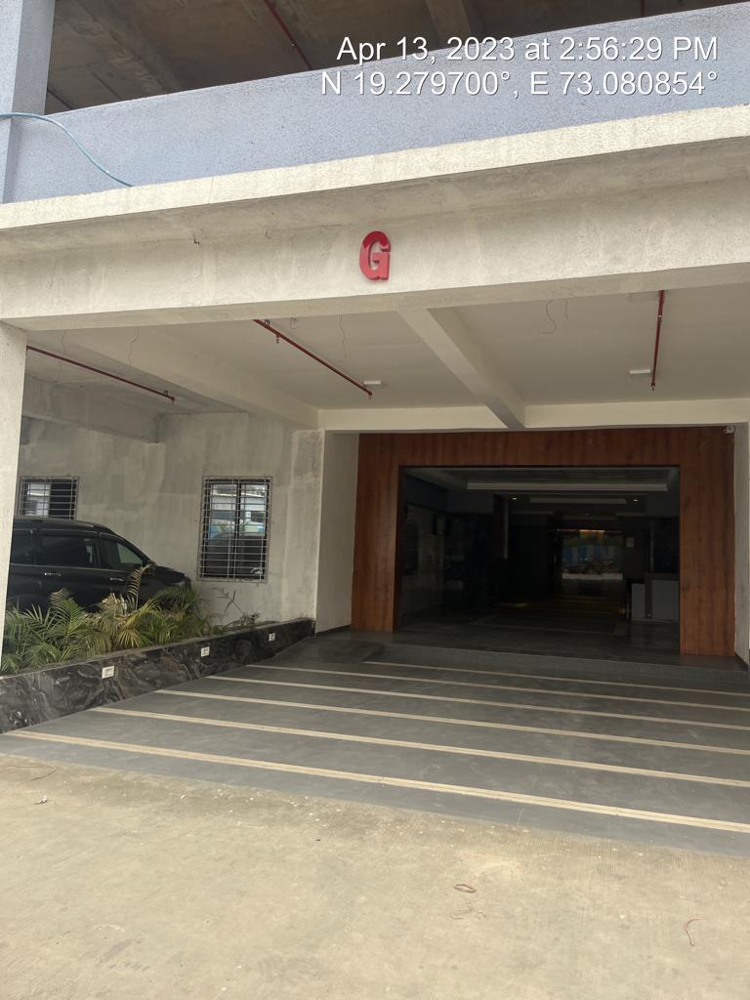 Apr 13, 2023 at 2:56:29 PM
N 19.279700°, E 73.080854°
G